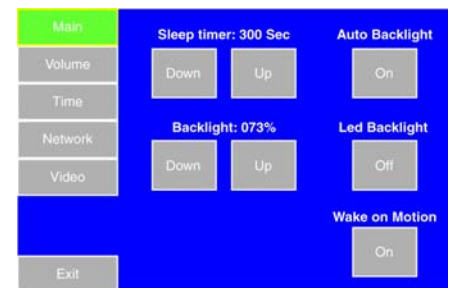 Main
Volume
Time
Network
Video
Exit
Sleep timer: 300 Sec
Down
Up
Backlight: 073%
Down
Up
Auto Backlight
On
Led Backlight
Off
Wake on Motion
On